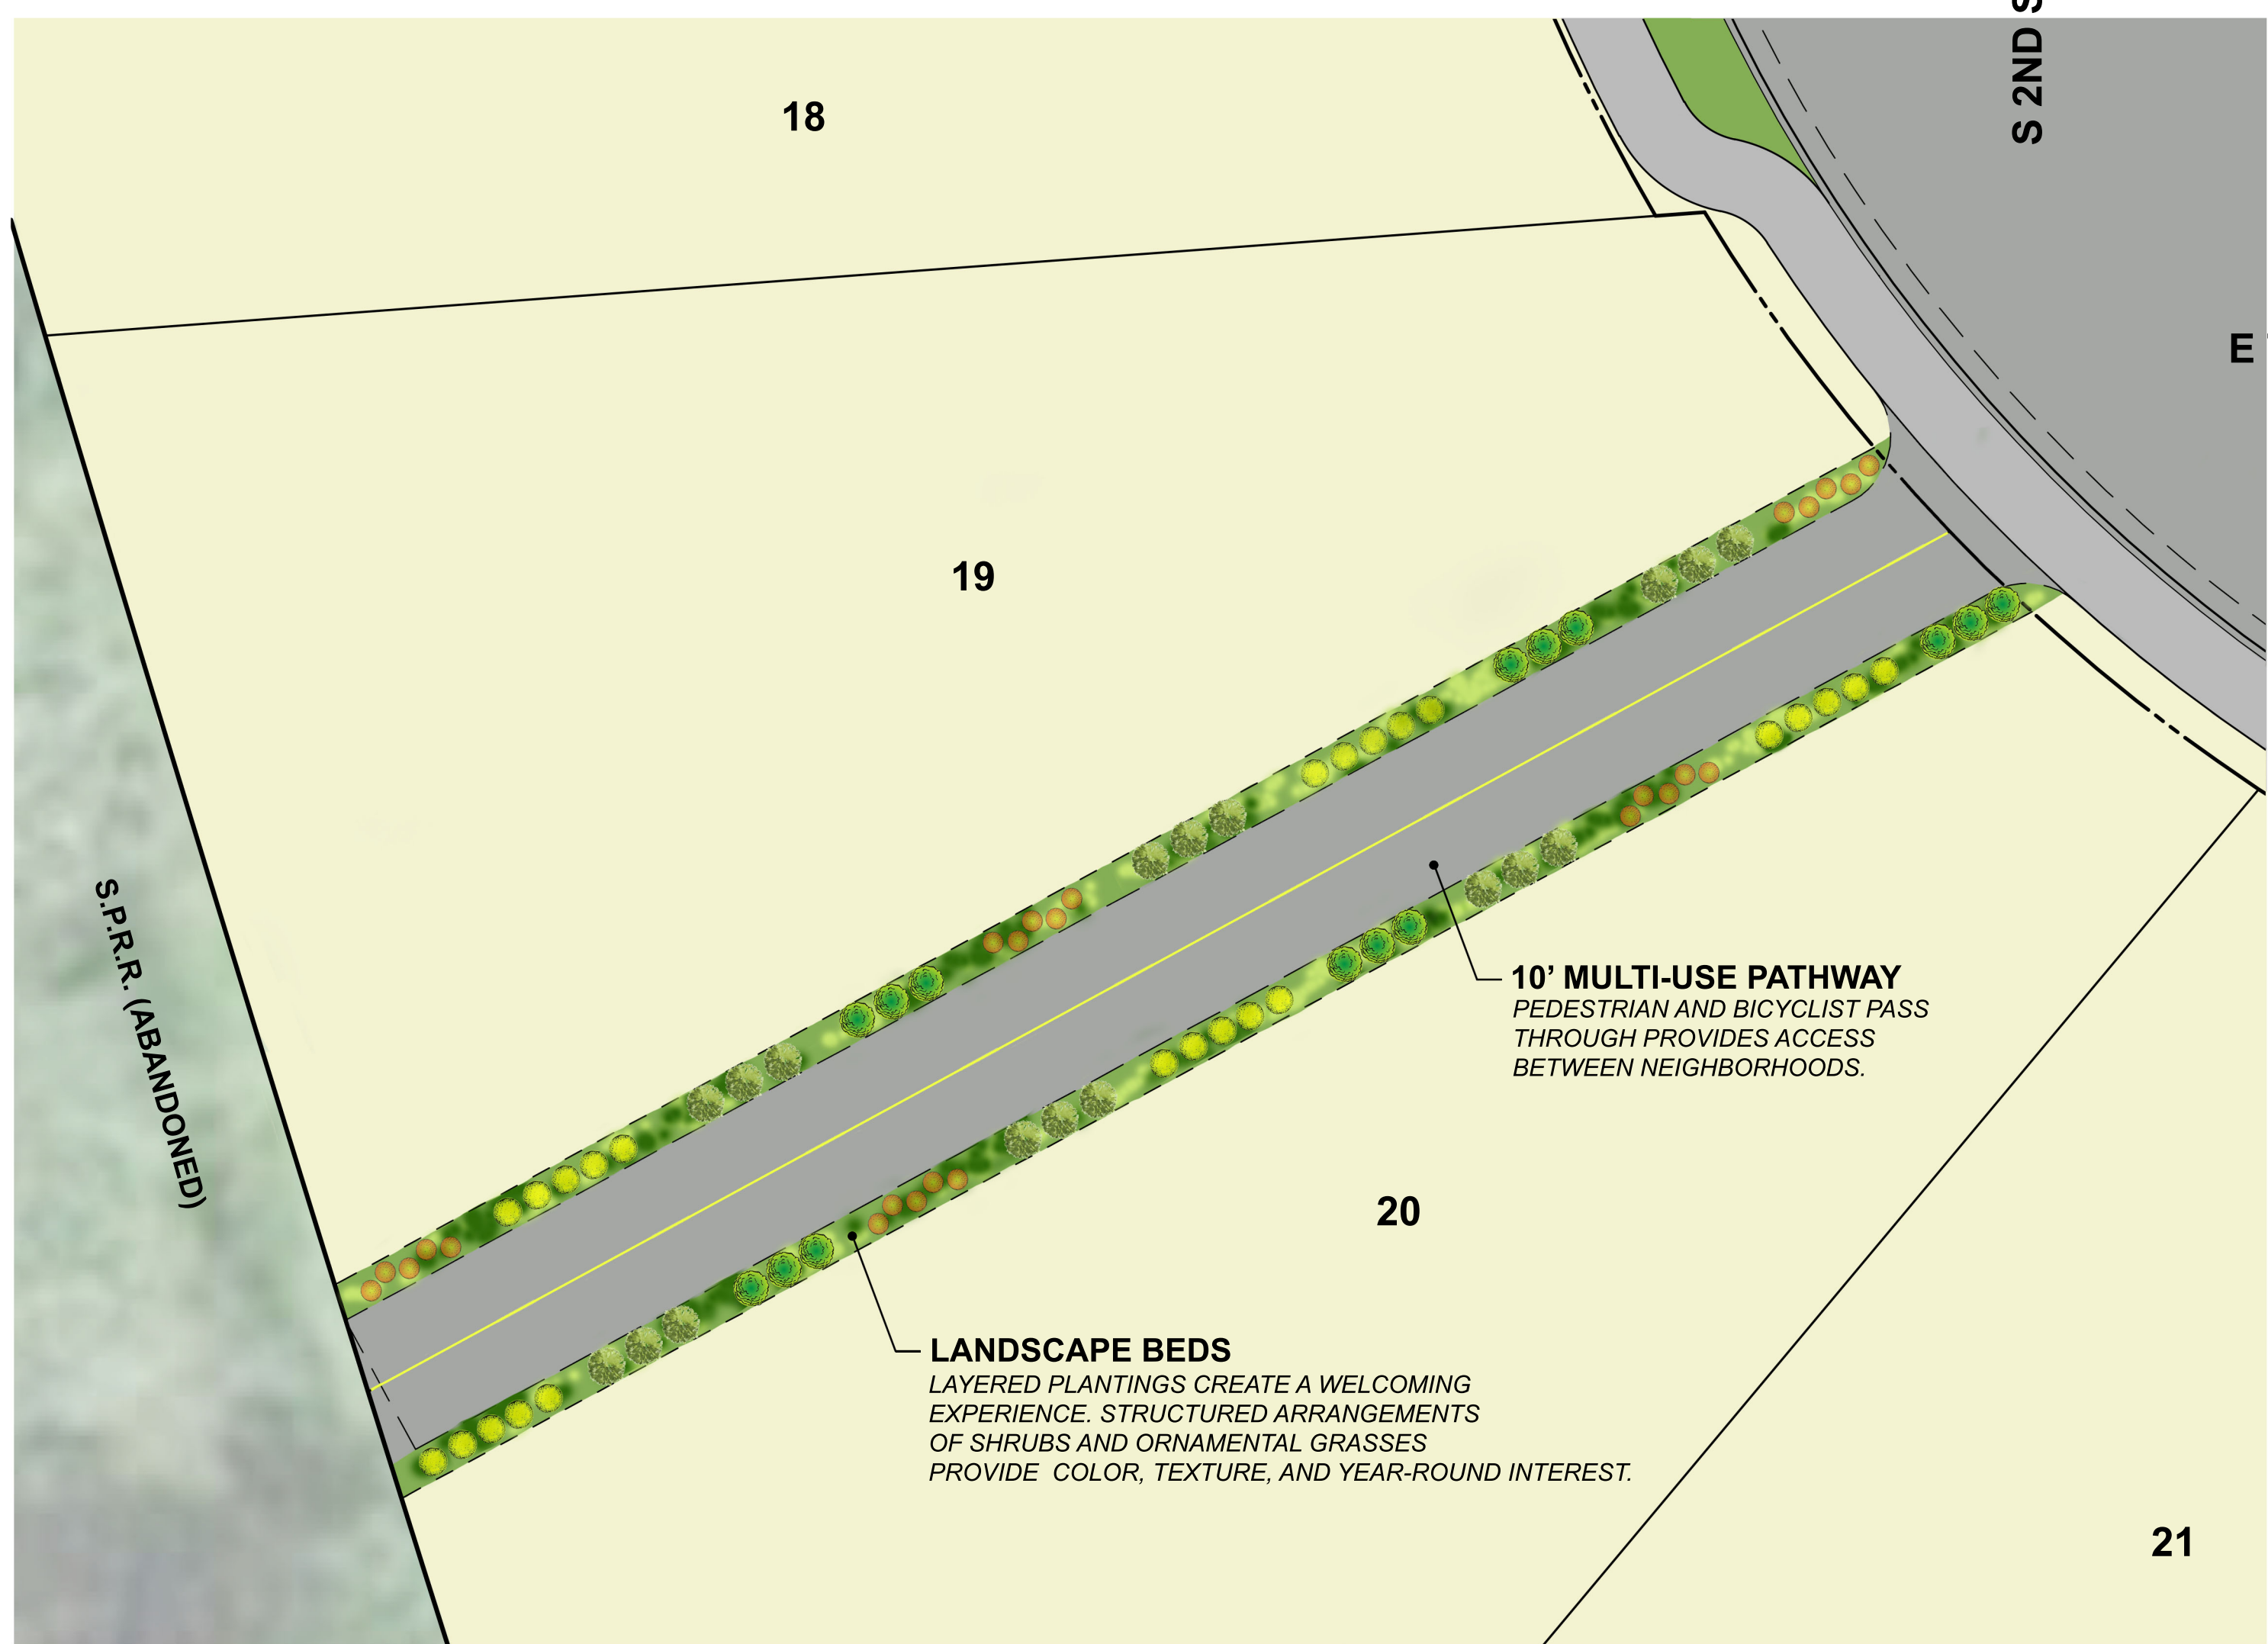 18
S 2ND S
E
19
S.P.R.R. (ABANDONED)
10’ MULTI-USE PATHWAY
PEDESTRIAN AND BICYCLIST PASS
THROUGH PROVIDES ACCESS
BETWEEN NEIGHBORHOODS.
20
LANDSCAPE BEDS
LAYERED PLANTINGS CREATE A WELCOMING
EXPERIENCE. STRUCTURED ARRANGEMENTS
OF SHRUBS AND ORNAMENTAL GRASSES
PROVIDE  COLOR, TEXTURE, AND YEAR-ROUND INTEREST.
21